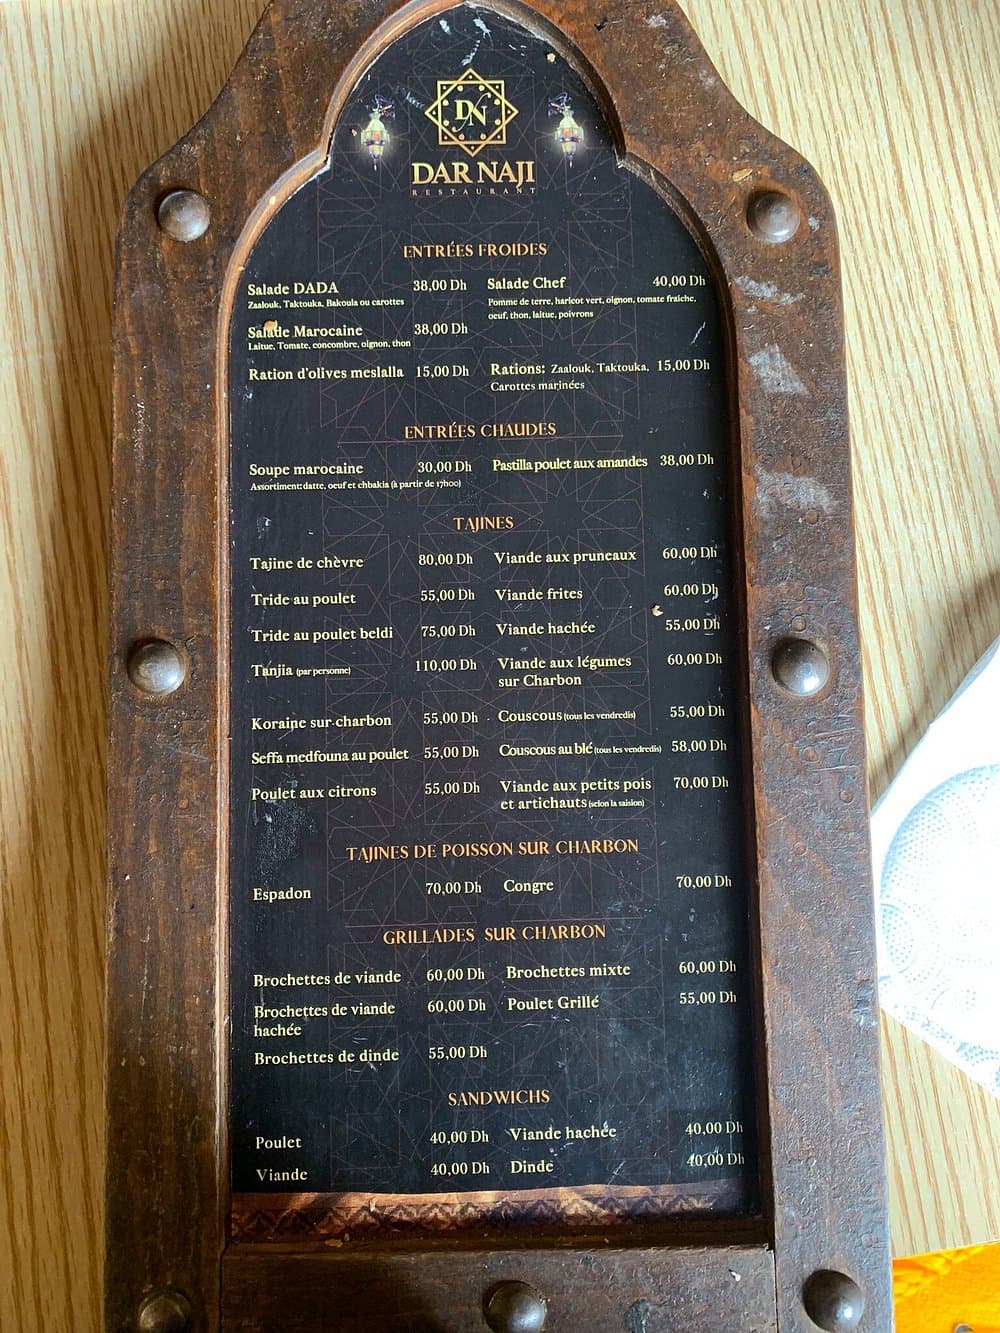 DN
DAR NAJI
RESTAURANT
ENTRÉES FROIDES
Salade DADA 38,00 Dh Salade Chef 40,00 Dh
Zaalouk, Taktouka, Bakoula ou carottes Pomme de terre, haricot vert, oignon, tomate fraiche,
oeuf, thon, laitue, poivrons
Salade Marocaine 38,00 Dh
Laitue, Tomate, concombre, oignon, thon
Ration d'olives meslalla 15,00 Dh Rations: Zaalouk, Taktouka, 15,00 Dh
Carottes marinées
ENTRÉES CHAUDES
Soupe marocaine 30,00 Dh Pastilla poulet aux amandes 38,00 Dh
Assortiment: datte, oeuf et chbakia (à partir de 17h00)
TAJINES
Tajine de chèvre 80,00 Dh Viande aux pruneaux 60,00 Dh
Tride au poulet 55,00 Dh Viande frites 60,00 Dh
Tride au poulet beldi 75,00 Dh Viande hachée 55,00 Dh
Tanjia (par personne) 110,00 Dh Viande aux légumes 60,00 Dh
sur Charbon
Koraine sur charbon 55,00 Dh Couscous (tous les vendredis) 55,00 Dh
Seffa medfouna au poulet 55,00 Dh Couscous au blé (tous les vendredis) 58,00 Dh
Poulet aux citrons 55,00 Dh Viande aux petits pois 70,00 Dh
et artichauts (selon la saision)
TAJINES DE POISSON SUR CHARBON
Espadon 70,00 Dh Congre 70,00 Dh
GRILLADES SUR CHARBON
Brochettes de viande 60,00 Dh Brochettes mixte 60,00 Dh
Brochettes de viande 60,00 Dh Poulet Grillé 55,00 Dh
hachée
Brochettes de dinde 55,00 Dh
SANDWICHS
Poulet 40,00 Dh Viande hachée 40,00 Dh
Viande 40,00 Dh Dinde 40,00 Dh